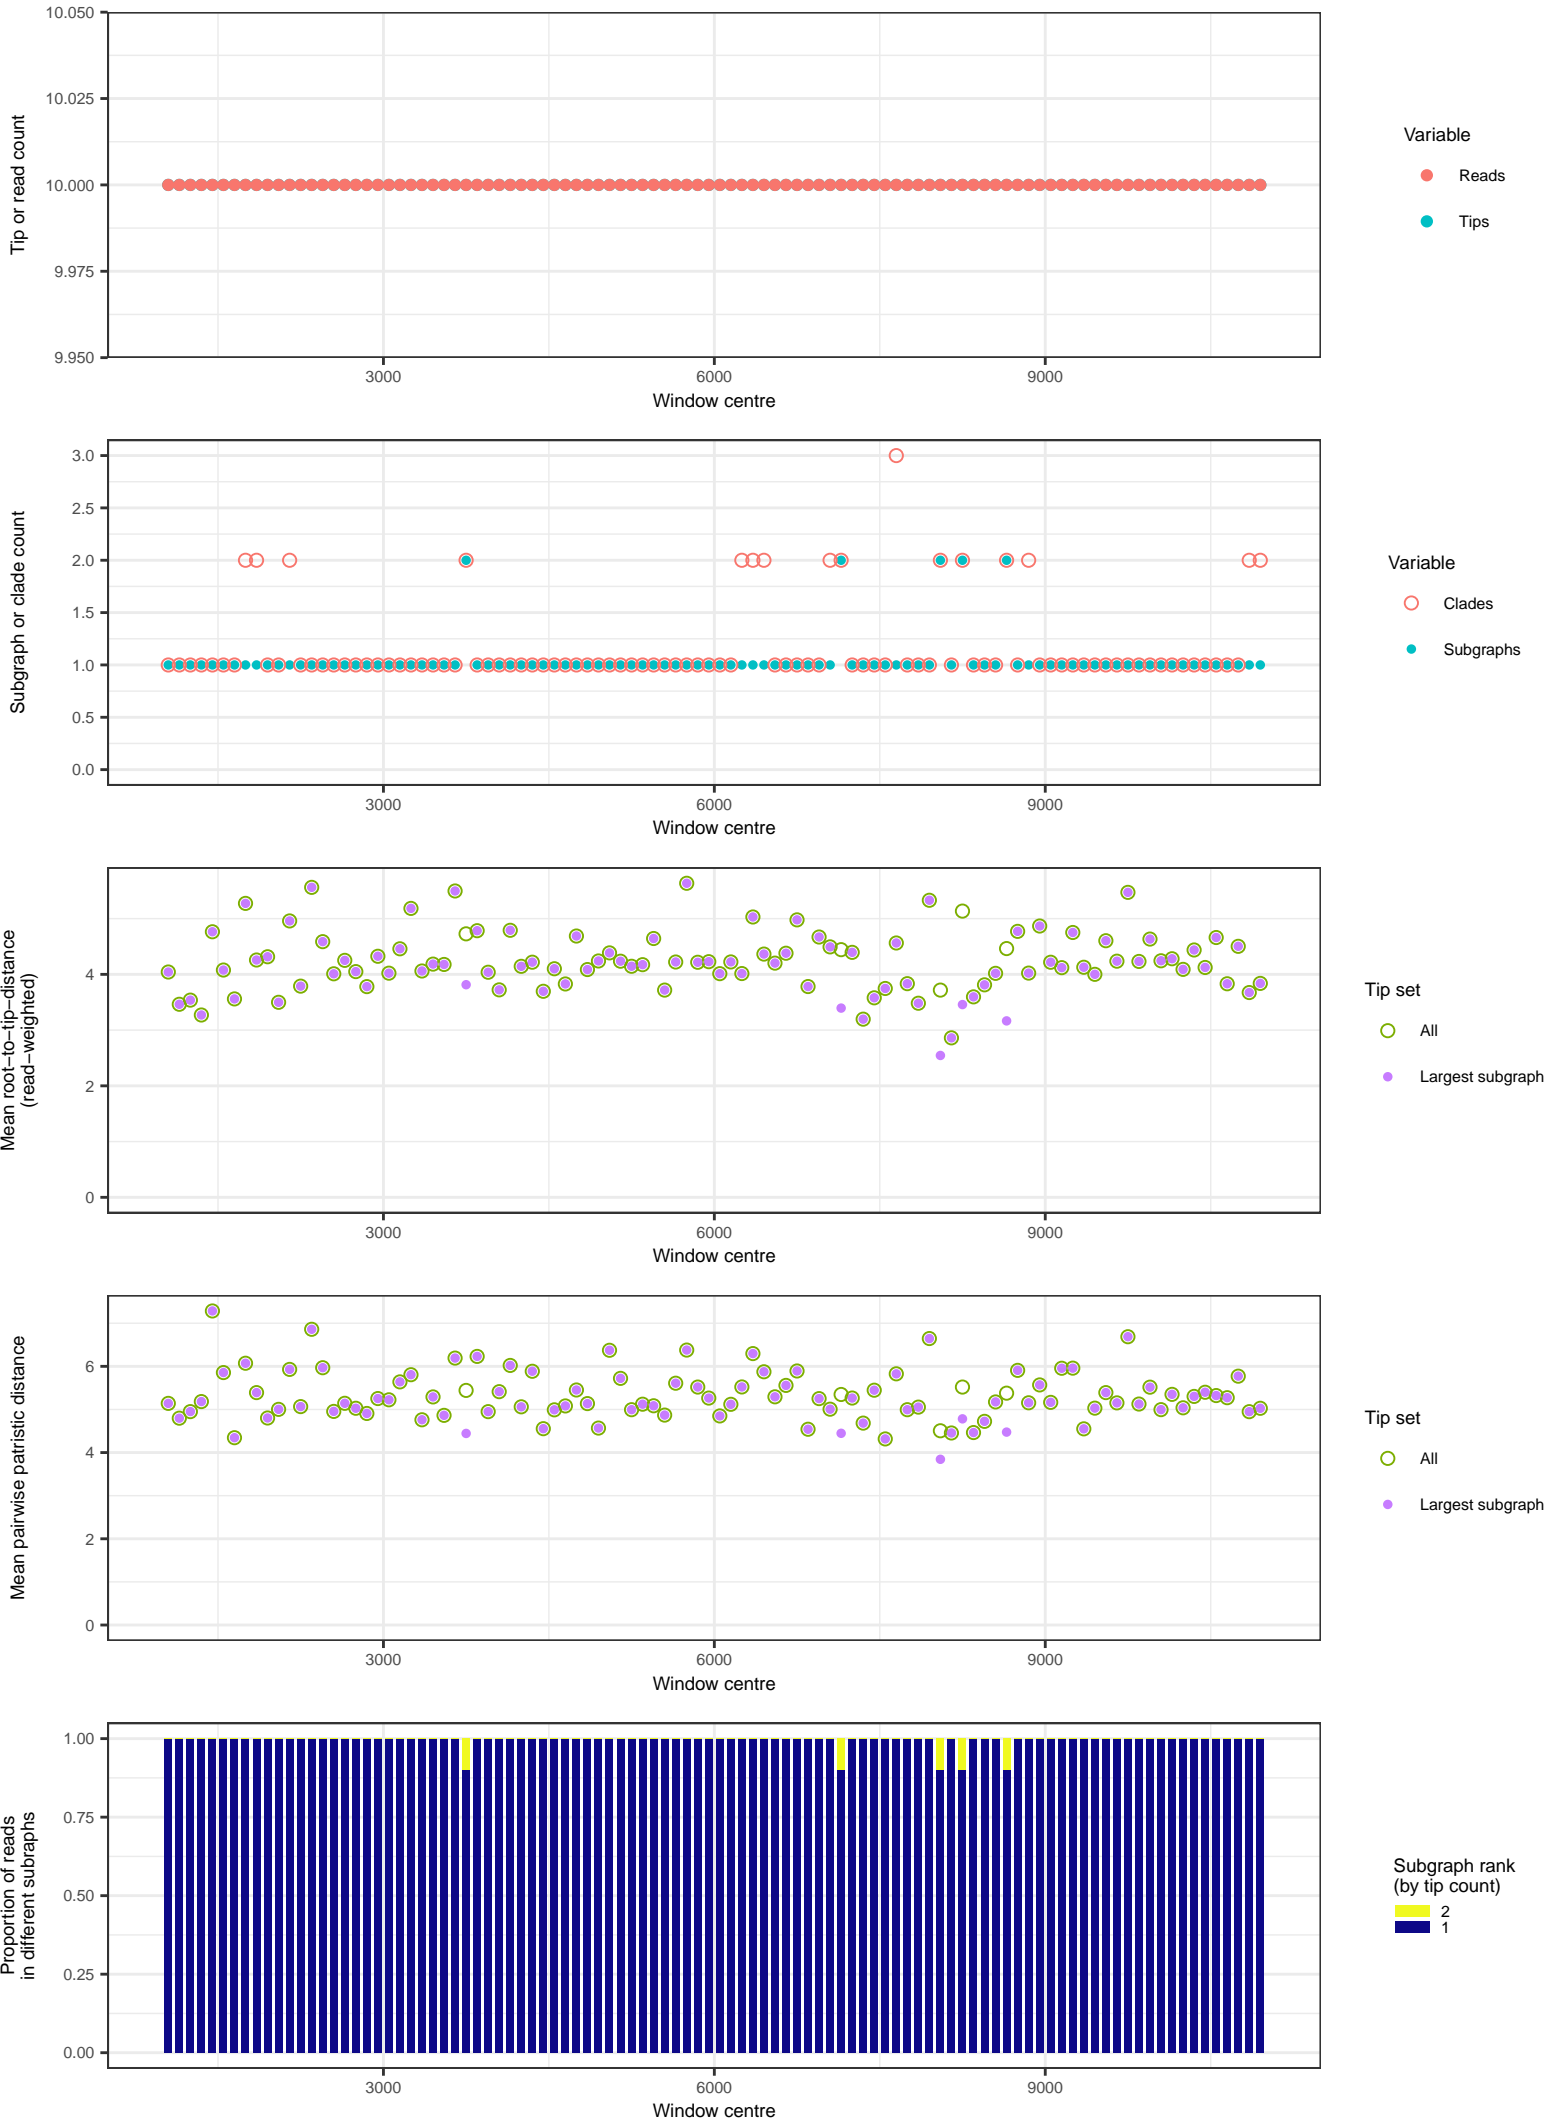 10.050
10.025
10.000
9.975
9.950
Tip or read count
3000 6000 9000
Window centre
Variable
Reads
Tips
3.0
2.5
2.0
1.5
1.0
0.5
0.0
Subgraph or clade count
3000 6000 9000
Window centre
Variable
Clades
Subgraphs
4
2
0
Mean root−to−tip−distance
(read−weighted)
3000 6000 9000
Window centre
Tip set
All
Largest subgraph
6
4
2
0
Mean pairwise patristic distance
3000 6000 9000
Window centre
Tip set
All
Largest subgraph
1.00
0.75
0.50
0.25
0.00
Proportion of reads
in different subraphs
3000 6000 9000
Window centre
Subgraph rank
(by tip count)
2
1